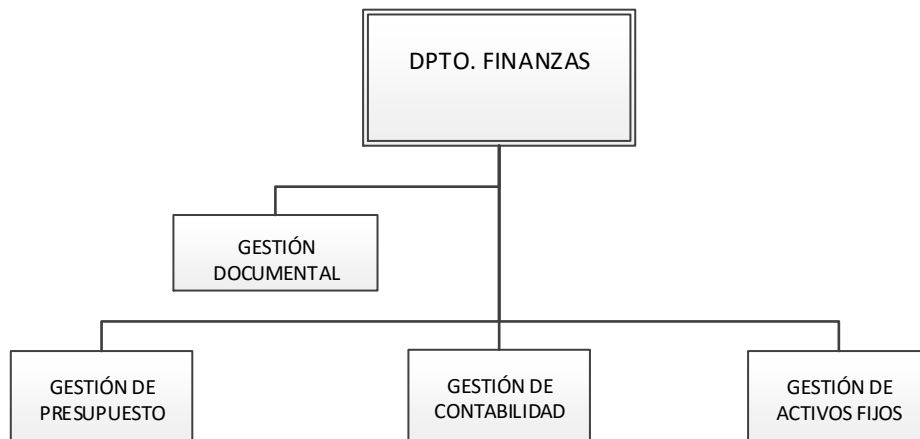 DPTO. FINANZAS
GESTIÓN
DOCUMENTAL
GESTIÓN DE
PRESUPUESTO
GESTIÓN DE
CONTABILIDAD
GESTIÓN DE
ACTIVOS FIJOS